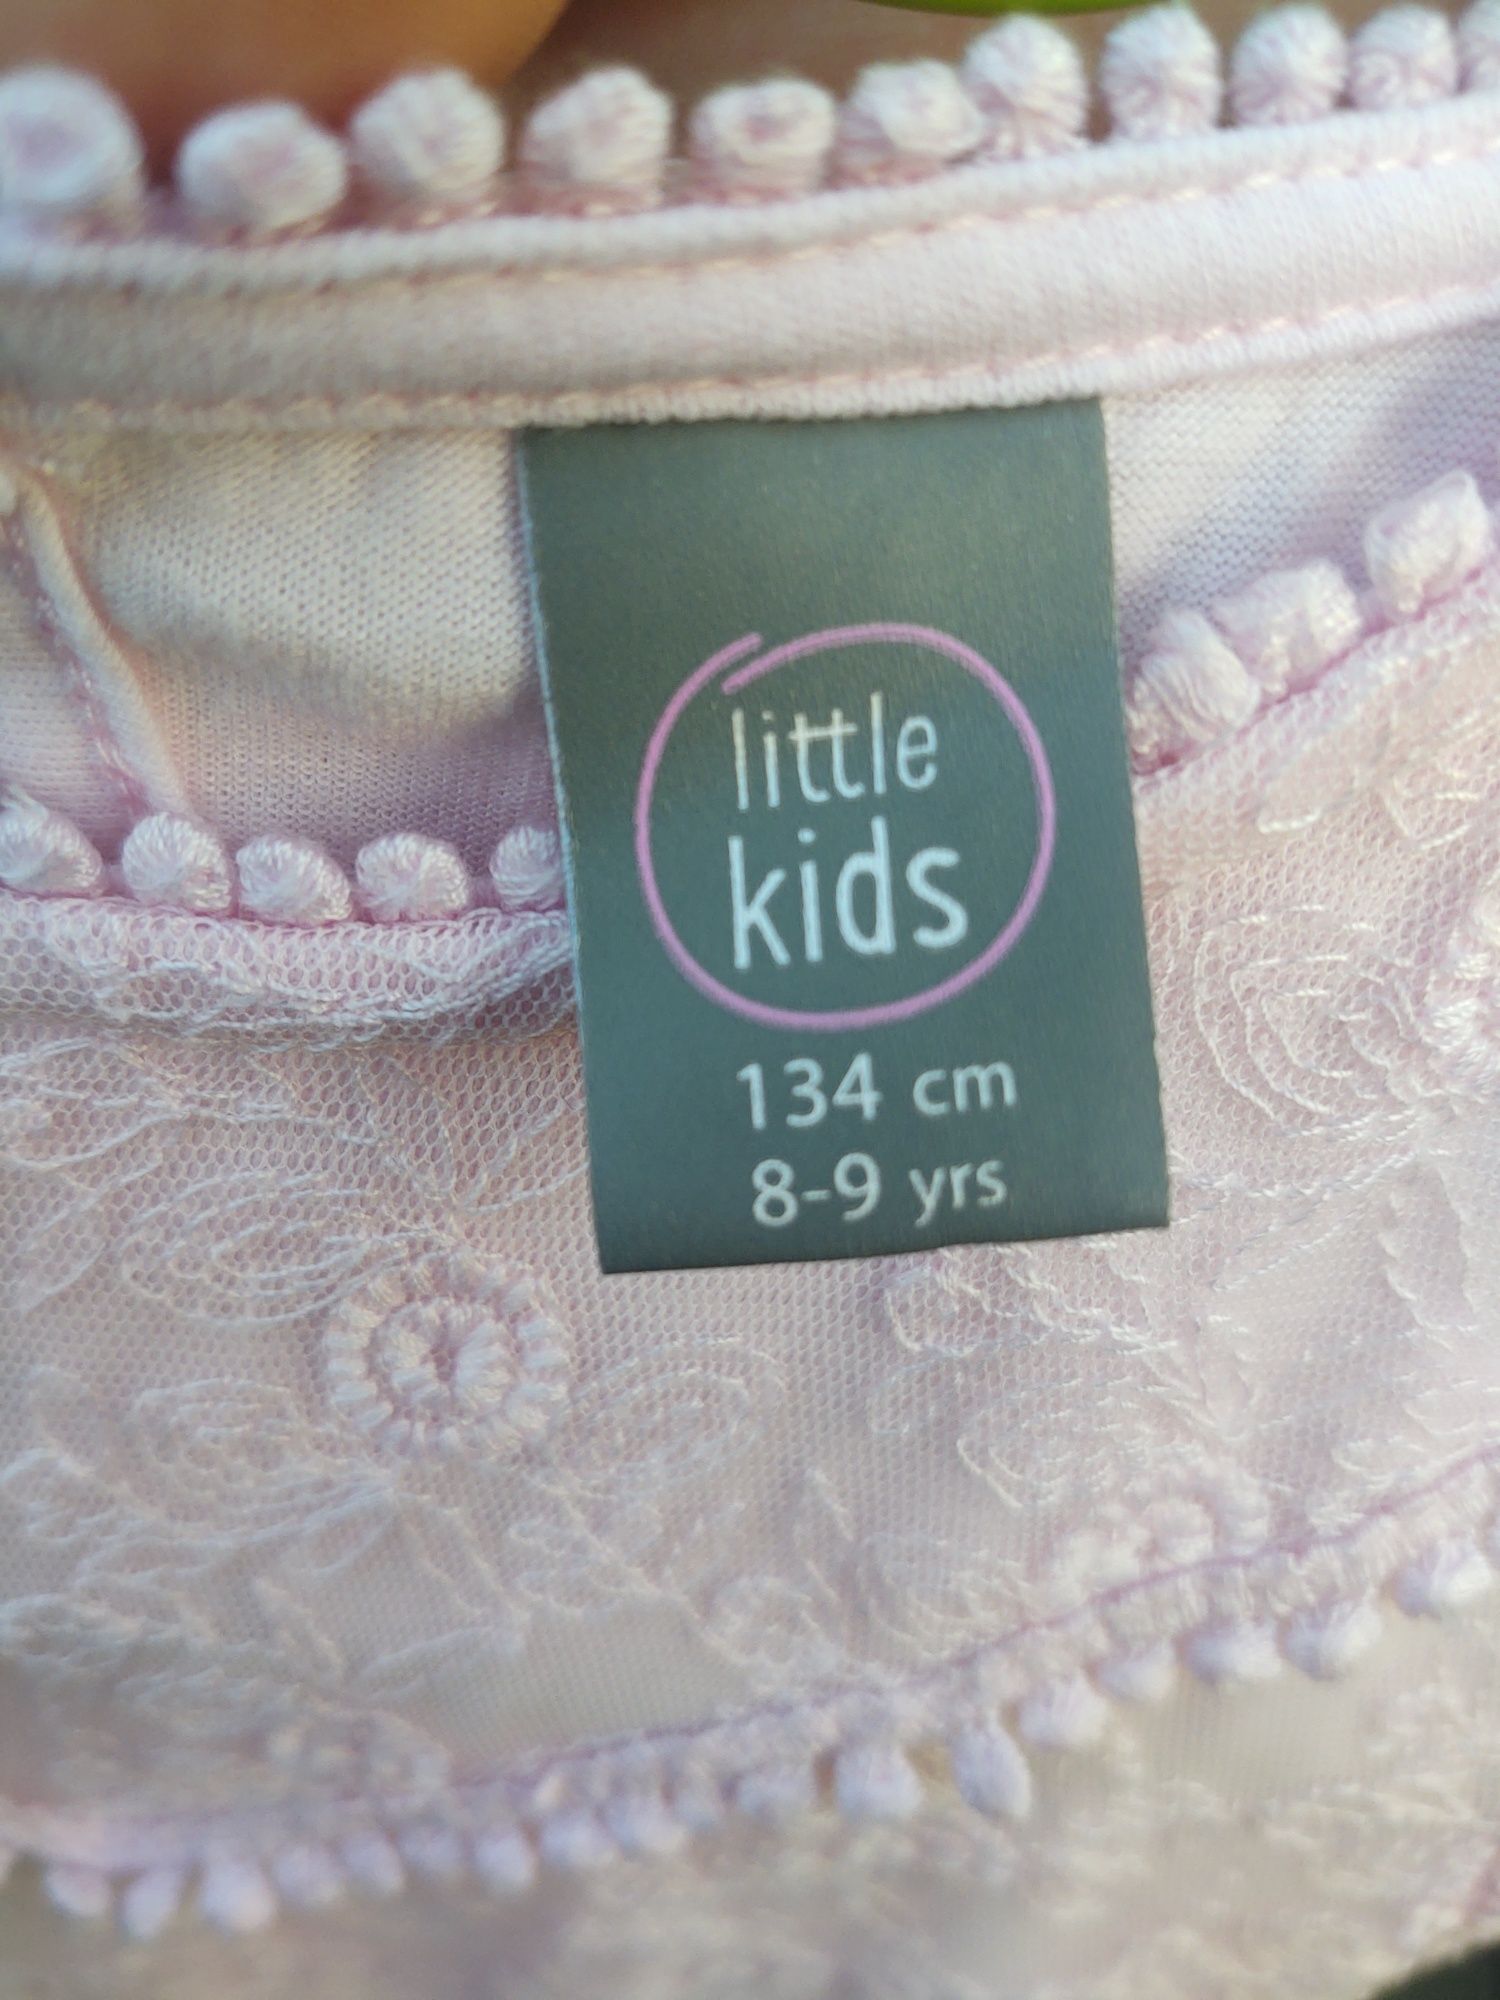 little
kids
134 cm
8-9 yrs